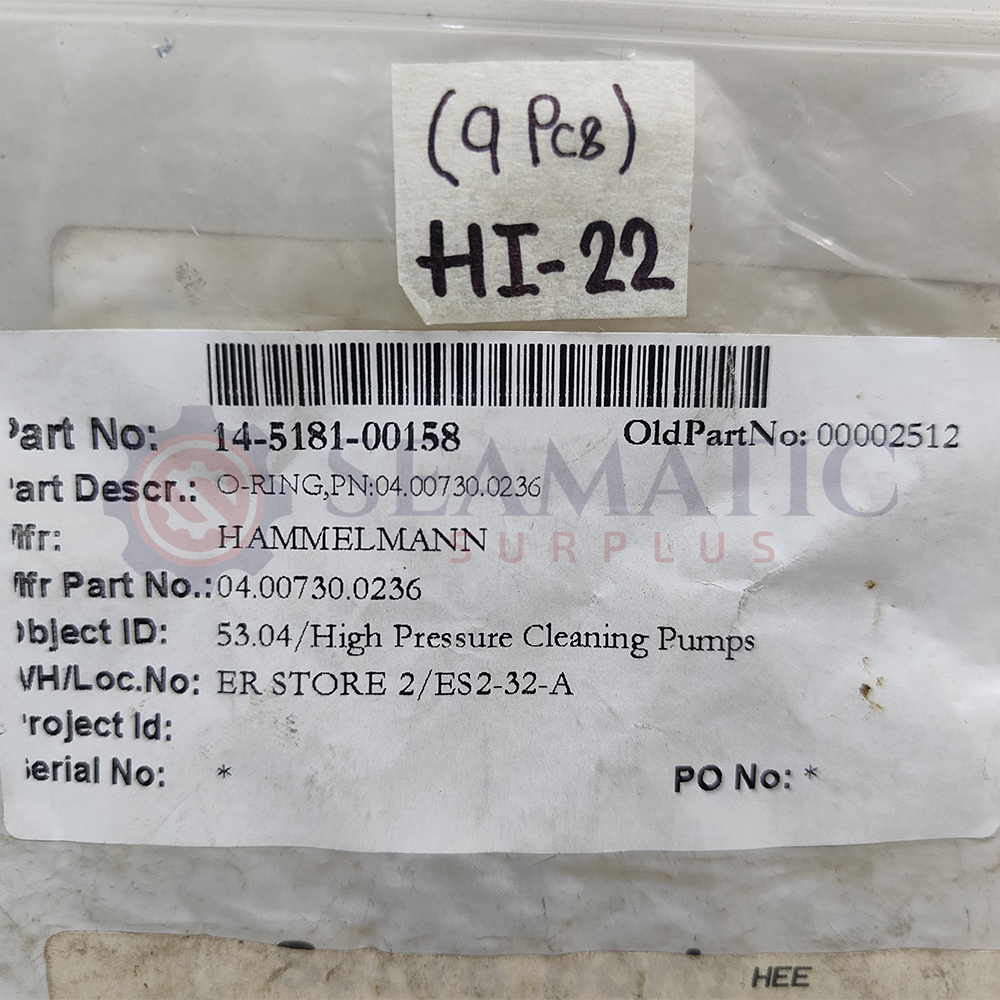 (9 Pcs)
HI-22
Part No: 14-5181-00158 OldPartNo: 00002512
Part Descr.: O-RING,PN:04.00730.0236
Mfr: HAMMELMANN
Mfr Part No.: 04.00730.0236
Object ID: 53.04/High Pressure Cleaning Pumps
WH/Loc.No: ER STORE 2/ES2-32-A
Project Id:
Serial No: * PO No: *
SEAMATIC
SURPLUS
HEE